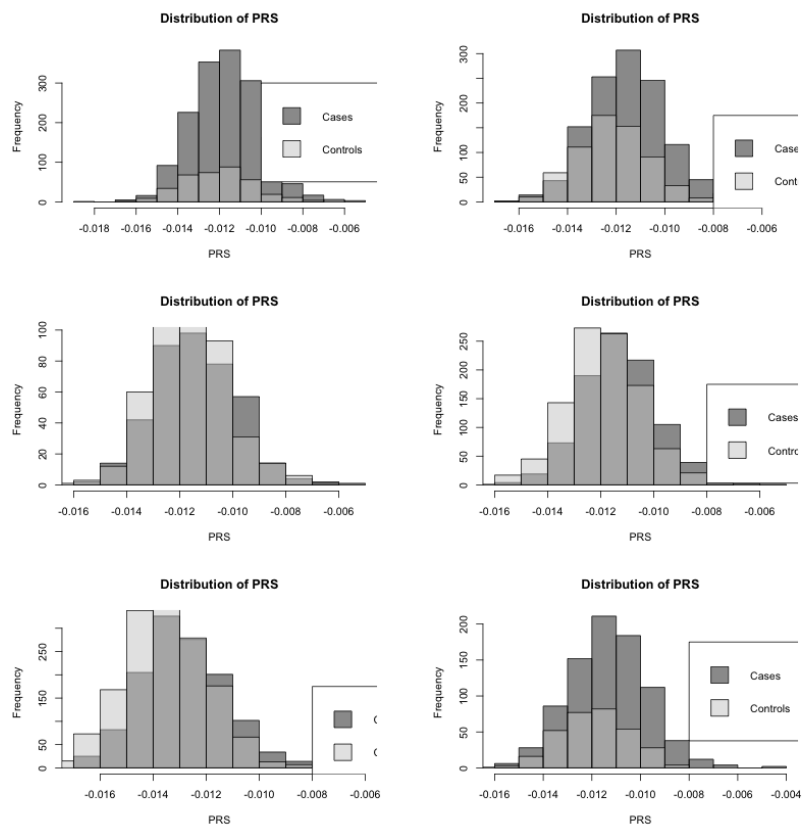 Distribution of PRS
Frequency
0 100 200 300
-0.018 -0.016 -0.014 -0.012 -0.010 -0.008 -0.006
PRS
Cases
Controls
Distribution of PRS
Frequency
0 50 150 200 300
-0.016 -0.014 -0.012 -0.010 -0.008 -0.006
PRS
Case
Cont
Distribution of PRS
Frequency
0 20 40 60 80 100
-0.016 -0.014 -0.012 -0.010 -0.008 -0.006
PRS
Distribution of PRS
Frequency
0 50 100 150 200 250
-0.016 -0.014 -0.012 -0.010 -0.008 -0.006
PRS
Cases
Contro
Distribution of PRS
Frequency
0 50 150 250
-0.016 -0.014 -0.012 -0.010 -0.008 -0.006
PRS
C
C
Distribution of PRS
Frequency
0 50 100 150 200
-0.016 -0.014 -0.012 -0.010 -0.008 -0.006 -0.004
PRS
Cases
Controls